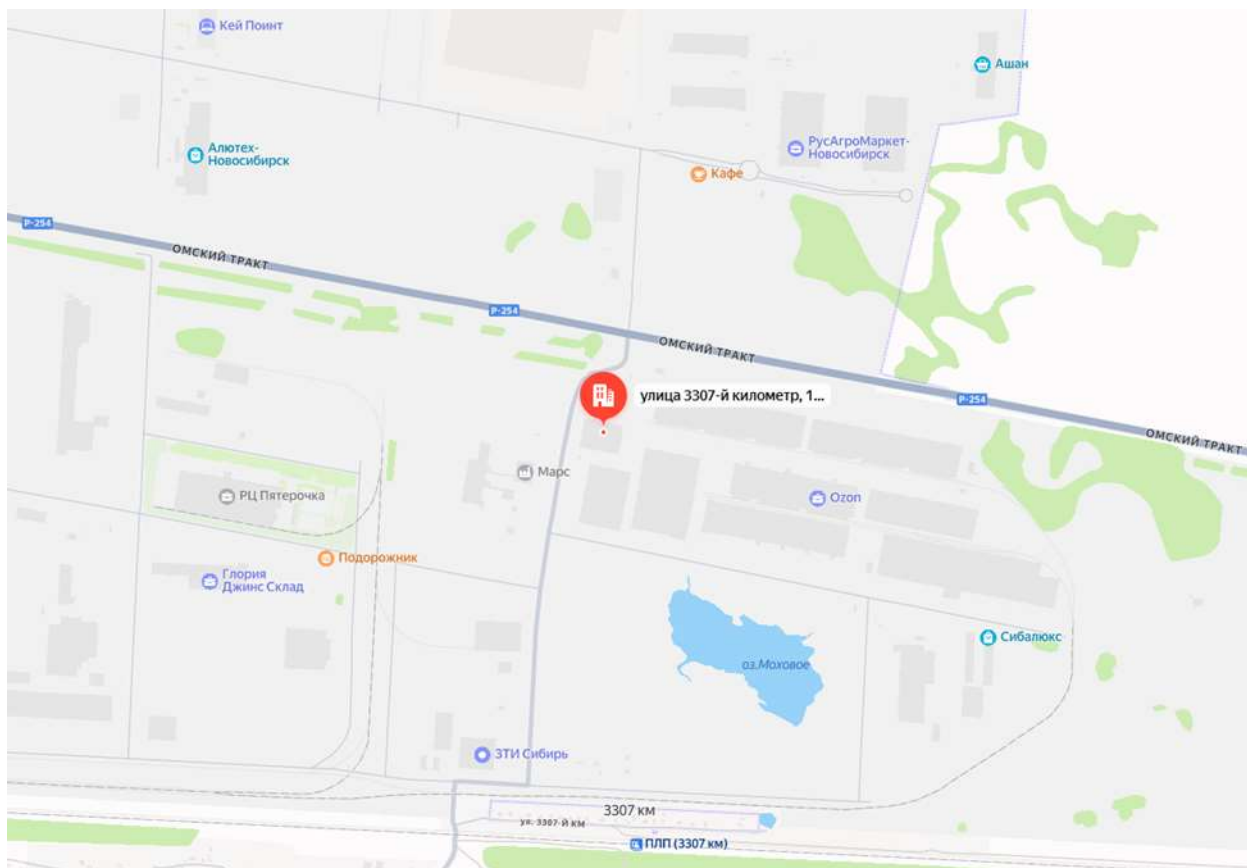 Кей Поинт
Ашан
Алютех-
Новосибирск
РусАгроМаркет-
Новосибирск
Кафе
Р-254
ОМСКИЙ ТРАКТ
Р-254
ОМСКИЙ ТРАКТ
улица 3307-й километр, 1...
Р-254
ОМСКИЙ ТРАКТ
Марс
РЦ Пятерочка
Ozon
Подорожник
Глория
Джинс Склад
Сибалюкс
оз.Моховое
ЗТИ Сибирь
3307 км
ул. 3307-й км
ПЛП (3307 км)